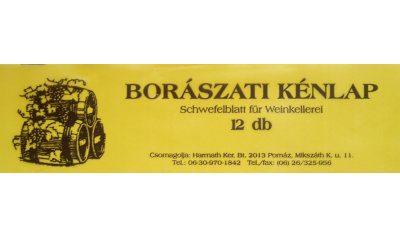 BORÁSZATI KÉNLAP
Schwefelblatt für Weinkellerei
12 db
Csomagolja: Harmath Ker. Bt. 2013 Pomáz, Mikszáth K. u. 11.
Tel.: 06-30-970-1842 Tel./fax: (06) 26/325-956